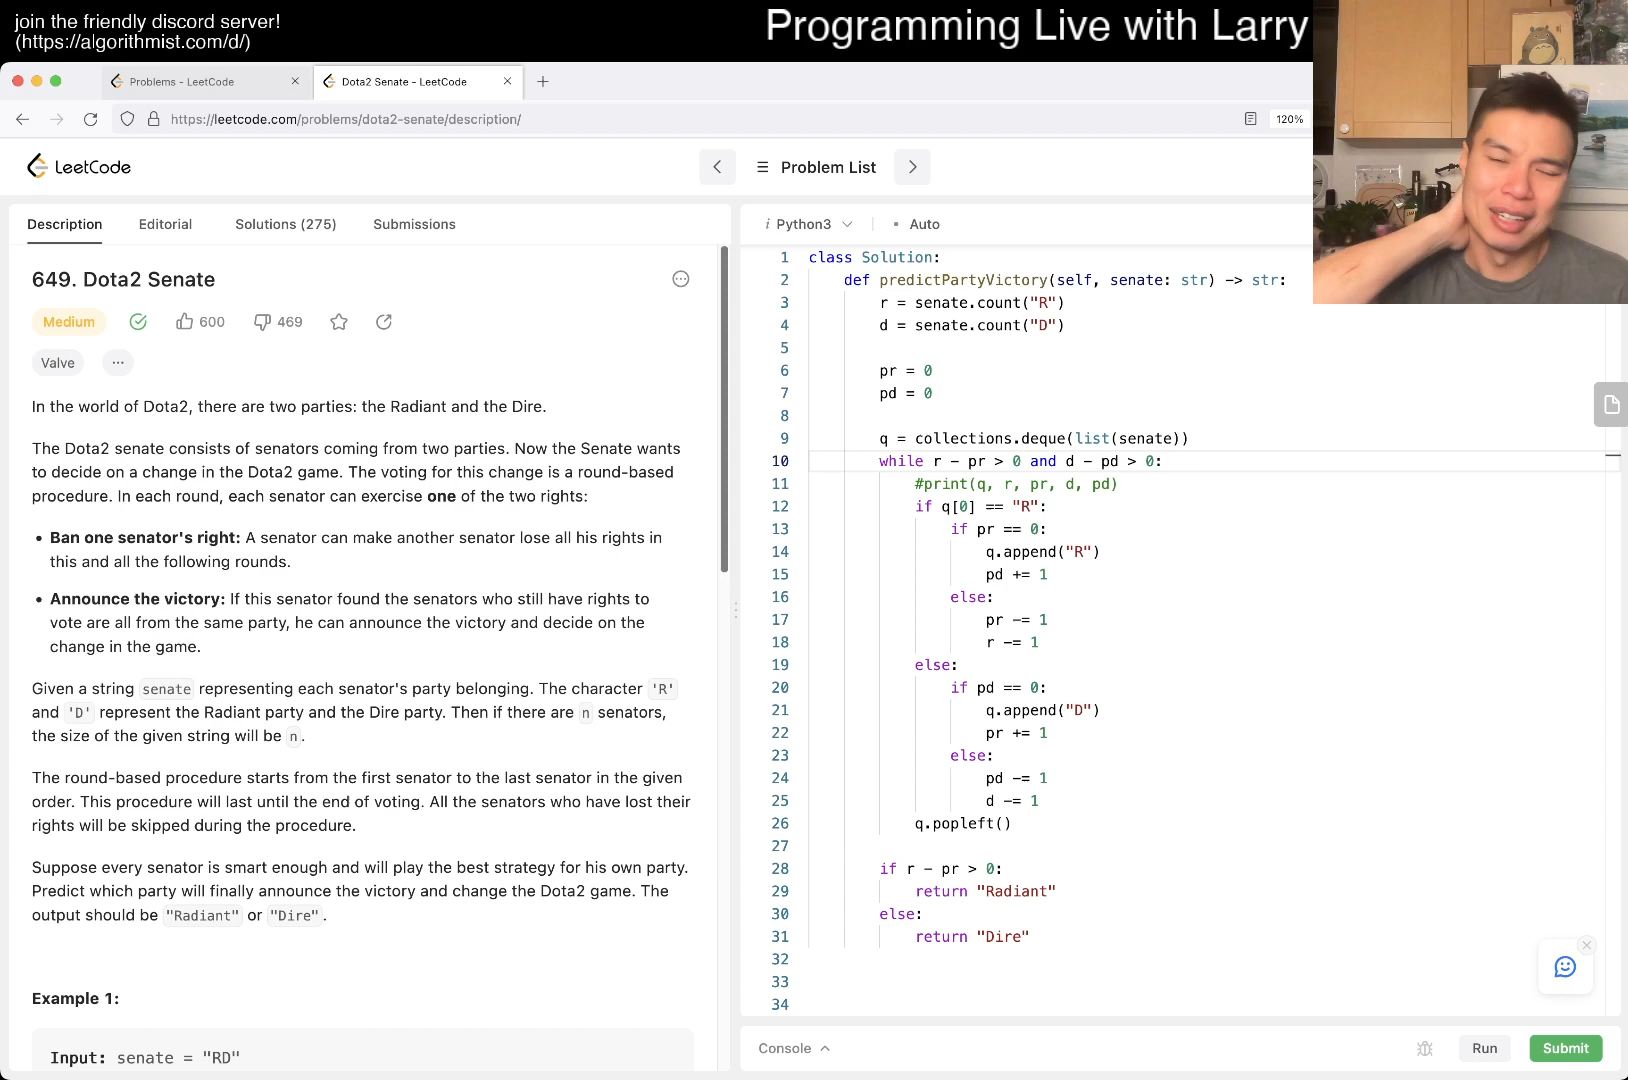 join the friendly discord server!
(https://algorithmist.com/d/)
Programming Live with Larry
Problems - LeetCode
Dota2 Senate - LeetCode
https://leetcode.com/problems/dota2-senate/description/
120%
LeetCode
Problem List
Description
Editorial
Solutions (275)
Submissions
649. Dota2 Senate
Medium
600
469
Valve
In the world of Dota2, there are two parties: the Radiant and the Dire.
The Dota2 senate consists of senators coming from two parties. Now the Senate wants
to decide on a change in the Dota2 game. The voting for this change is a round-based
procedure. In each round, each senator can exercise one of the two rights:
• Ban one senator's right: A senator can make another senator lose all his rights in
this and all the following rounds.
• Announce the victory: If this senator found the senators who still have rights to
vote are all from the same party, he can announce the victory and decide on the
change in the game.
Given a string senate representing each senator's party belonging. The character 'R'
and 'D' represent the Radiant party and the Dire party. Then if there are n senators,
the size of the given string will be n.
The round-based procedure starts from the first senator to the last senator in the given
order. This procedure will last until the end of voting. All the senators who have lost their
rights will be skipped during the procedure.
Suppose every senator is smart enough and will play the best strategy for his own party.
Predict which party will finally announce the victory and change the Dota2 game. The
output should be "Radiant" or "Dire".
Example 1:
Input: senate = "RD"
i Python3
• Auto
1 class Solution:
2 def predictPartyVictory(self, senate: str) -> str:
3 r = senate.count("R")
4 d = senate.count("D")
5
6 pr = 0
7 pd = 0
8
9 q = collections.deque(list(senate))
10 while r - pr > 0 and d - pd > 0:
11 #print(q, r, pr, d, pd)
12 if q[0] == "R":
13 if pr == 0:
14 q.append("R")
15 pd += 1
16 else:
17 pr -= 1
18 r -= 1
19 else:
20 if pd == 0:
21 q.append("D")
22 pr += 1
23 else:
24 pd -= 1
25 d -= 1
26 q.popleft()
27
28 if r - pr > 0:
29 return "Radiant"
30 else:
31 return "Dire"
32
33
34
Console
Run
Submit